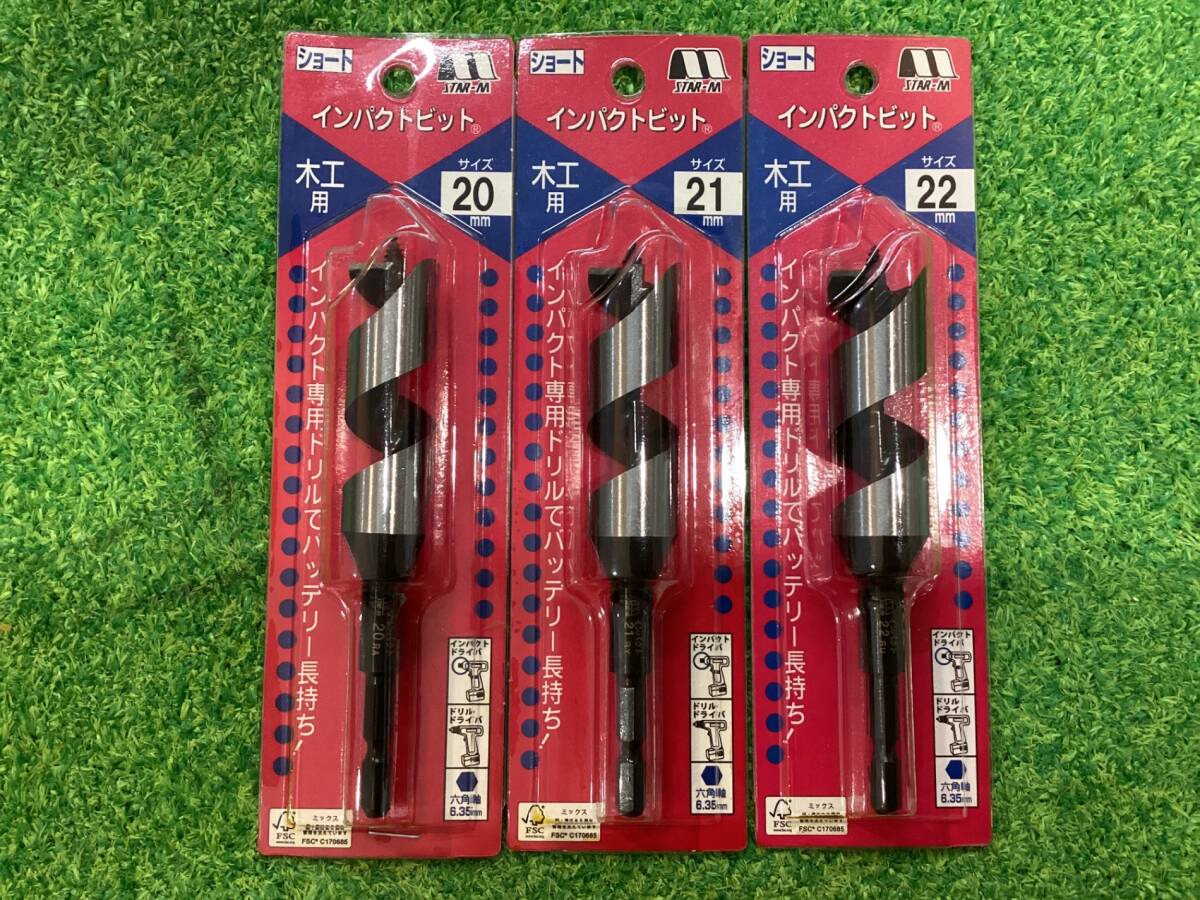 ショート
STAR-M
インパクトビット®
木工用
サイズ
20mm
インパクト専用ドリルでバッテリー長持ち!
20RA
インパクト
ドライバ
ドリル
ドライバ
六角軸
6.35mm
ミックス
FSC
FSC® C170685
ショート
STAR-M
インパクトビット®
木工用
サイズ
21mm
インパクト専用ドリルでバッテリー長持ち!
21
インパクト
ドライバ
ドリル
ドライバ
六角軸
6.35mm
ミックス
FSC
FSC® C170685
ショート
STAR-M
インパクトビット®
木工用
サイズ
22mm
インパクト専用ドリルでバッテリー長持ち!
22
インパクト
ドライバ
ドリル
ドライバ
六角軸
6.35mm
ミックス
FSC
FSC® C170685